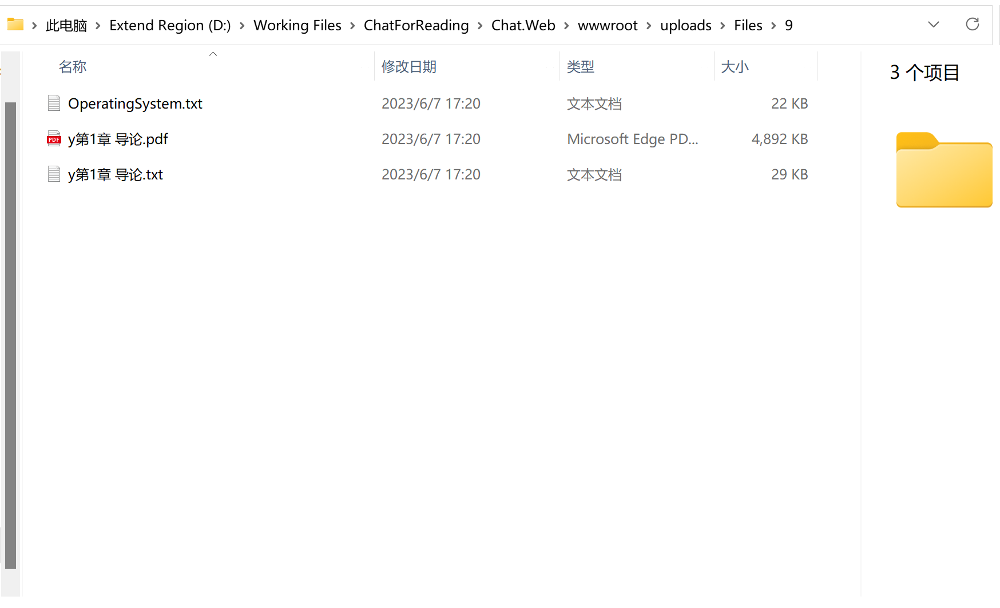 此电脑 > Extend Region (D:) > Working Files > ChatForReading > Chat.Web > wwwroot > uploads > Files > 9
名称 修改日期 类型 大小
OperatingSystem.txt 2023/6/7 17:20 文本文档 22 KB
PDF y第1章 导论.pdf 2023/6/7 17:20 Microsoft Edge PD... 4,892 KB
y第1章 导论.txt 2023/6/7 17:20 文本文档 29 KB
3 个项目